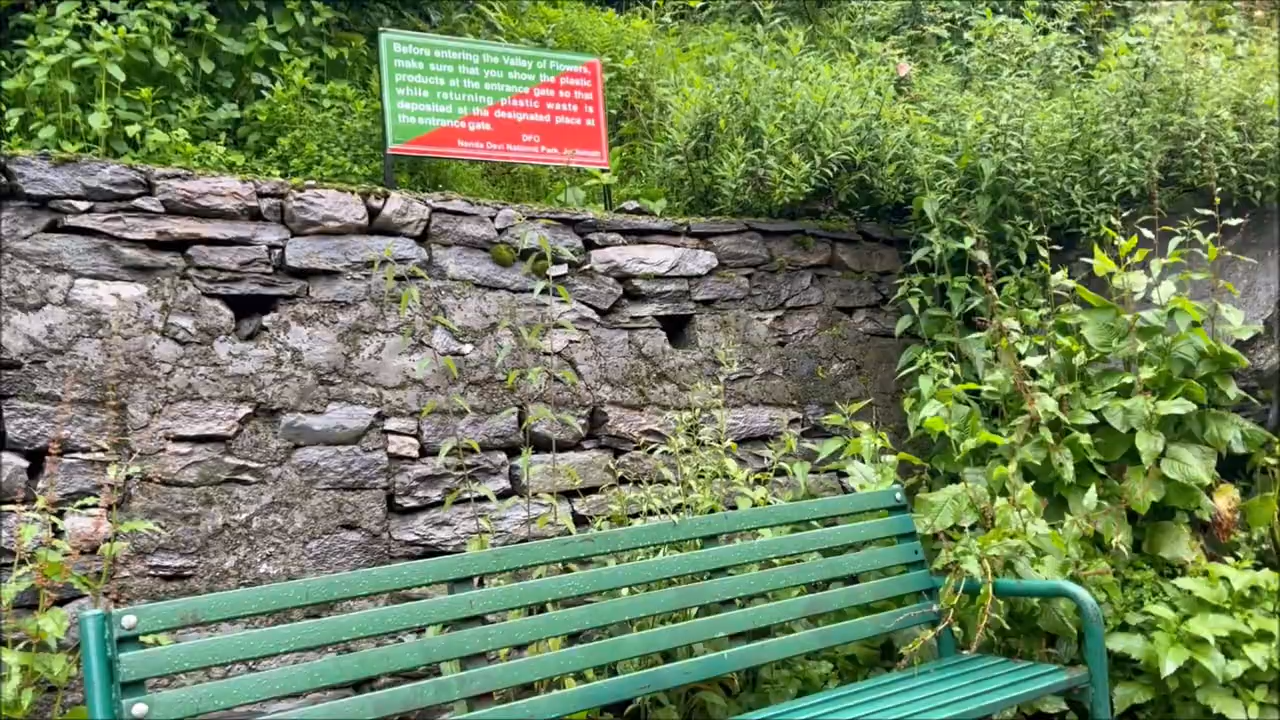 Before entering the Valley of Flowers,
make sure that you show the plastic
products at the entrance gate so that
while returning plastic waste is
deposited at the designated place at
the entrance gate.
DFO
Nanda Devi National Park,